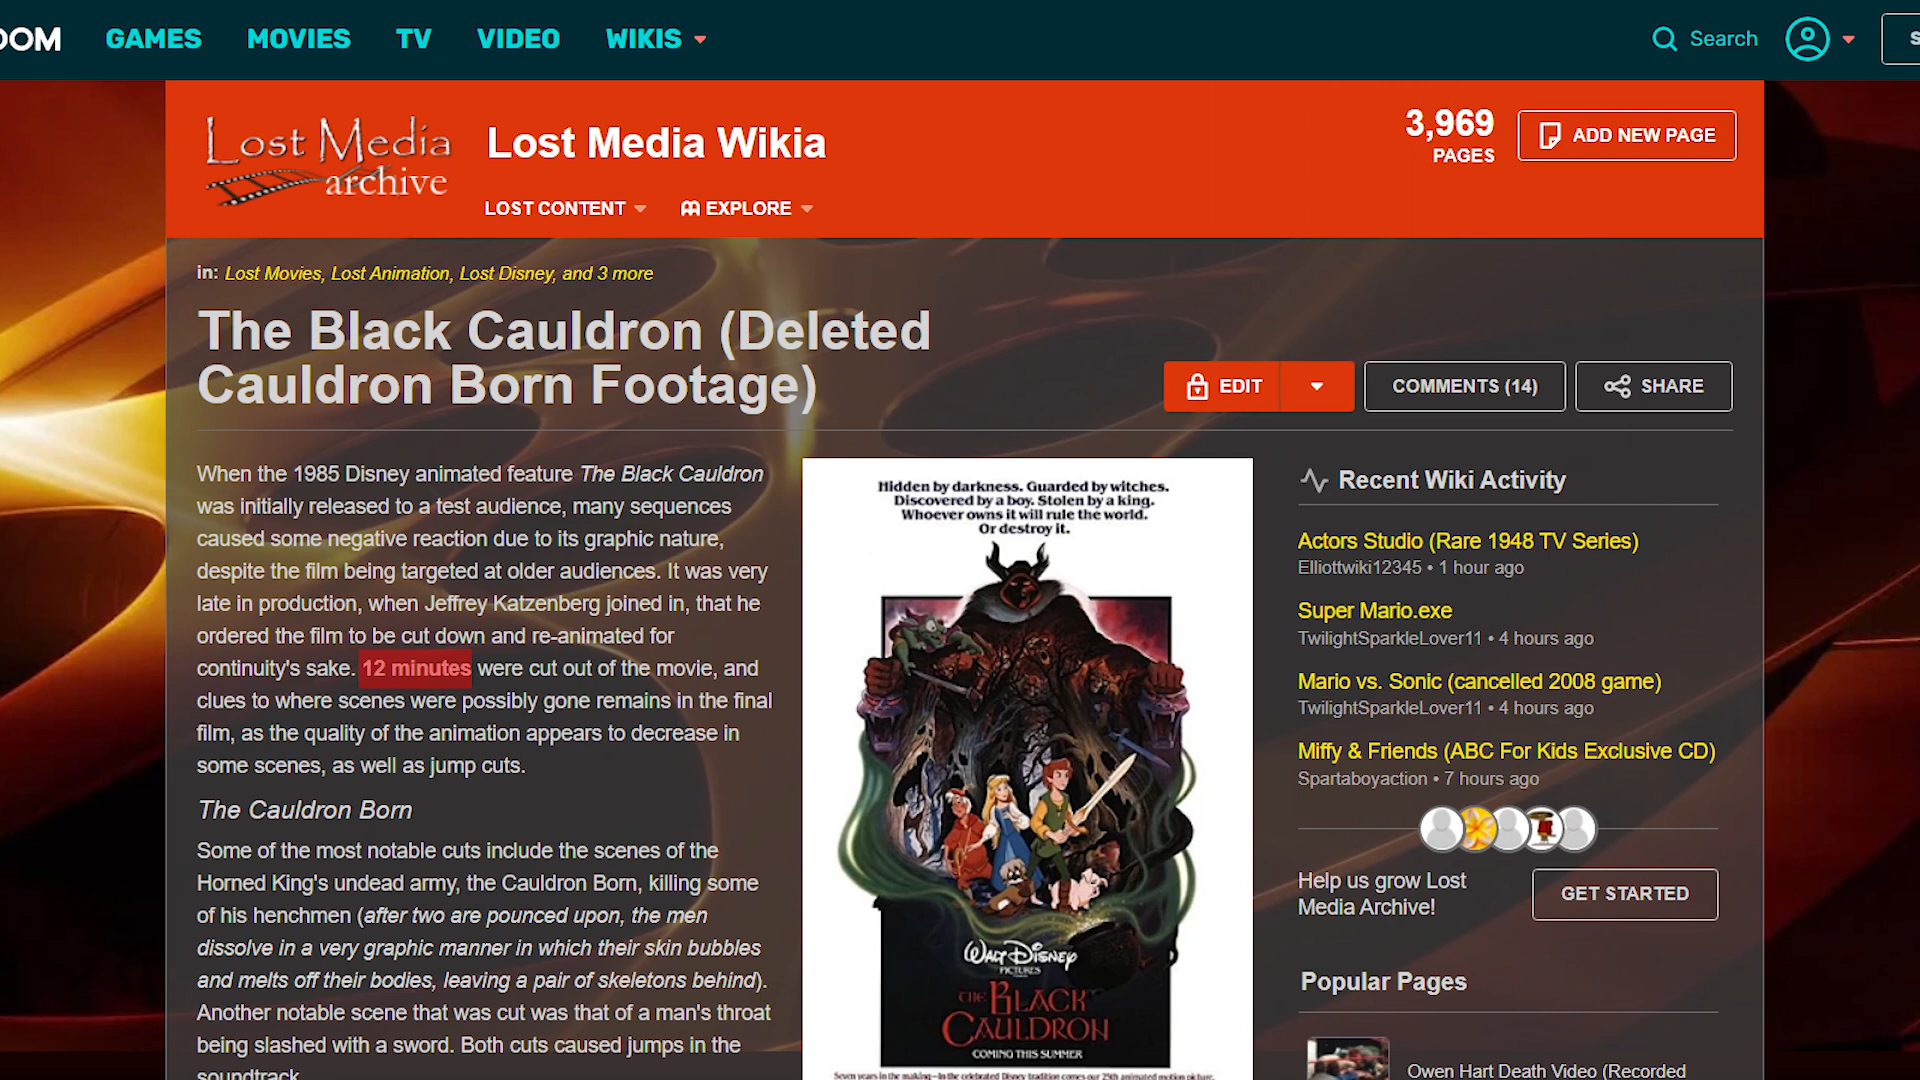 OOM GAMES MOVIES TV VIDEO WIKIS Search
Lost Media
archive
Lost Media Wikia
LOST CONTENT EXPLORE
3,969
PAGES
ADD NEW PAGE
in: Lost Movies, Lost Animation, Lost Disney, and 3 more
The Black Cauldron (Deleted
Cauldron Born Footage)
EDIT
COMMENTS (14)
SHARE
When the 1985 Disney animated feature The Black Cauldron
was initially released to a test audience, many sequences
caused some negative reaction due to its graphic nature,
despite the film being targeted at older audiences. It was very
late in production, when Jeffrey Katzenberg joined in, that he
ordered the film to be cut down and re-animated for
continuity's sake. 12 minutes were cut out of the movie, and
clues to where scenes were possibly gone remains in the final
film, as the quality of the animation appears to decrease in
some scenes, as well as jump cuts.
The Cauldron Born
Some of the most notable cuts include the scenes of the
Horned King's undead army, the Cauldron Born, killing some
of his henchmen (after two are pounced upon, the men
dissolve in a very graphic manner in which their skin bubbles
and melts off their bodies, leaving a pair of skeletons behind).
Another notable scene that was cut was that of a man's throat
being slashed with a sword. Both cuts caused jumps in the
soundtrack.
Hidden by darkness. Guarded by witches.
Discovered by a boy. Stolen by a king.
Whoever owns it will rule the world.
Or destroy it.
WALT DISNEY
PICTURES
THE BLACK
CAULDRON
COMING THIS SUMMER
Seven years in the making—In the celebrated Disney tradition comes our 25th animated motion picture.
Recent Wiki Activity
Actors Studio (Rare 1948 TV Series)
Elliottwiki12345 • 1 hour ago
Super Mario.exe
TwilightSparkleLover11 • 4 hours ago
Mario vs. Sonic (cancelled 2008 game)
TwilightSparkleLover11 • 4 hours ago
Miffy & Friends (ABC For Kids Exclusive CD)
Spartaboyaction • 7 hours ago
Help us grow Lost
Media Archive!
GET STARTED
Popular Pages
Owen Hart Death Video (Recorded